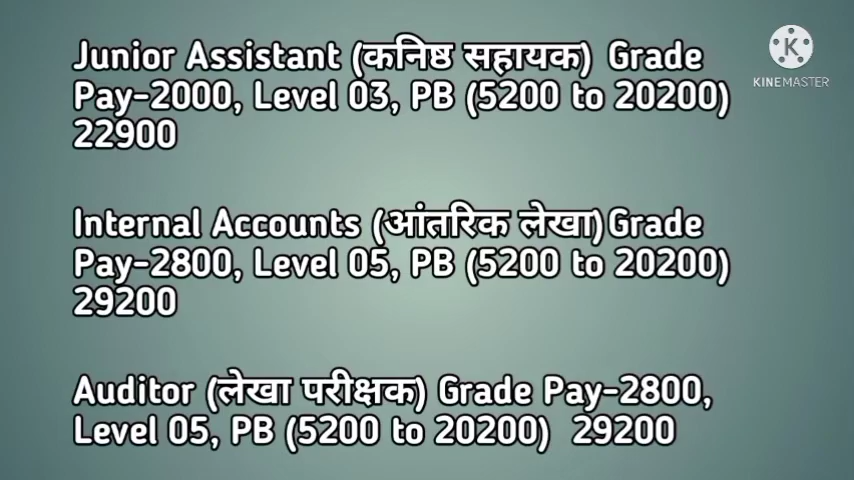 Junior Assistant (कनिष्ठ सहायक) Grade
Pay-2000, Level 03, PB (5200 to 20200)
22900
K
KINEMASTER
Internal Accounts (आंतरिक लेखा)Grade
Pay-2800, Level 05, PB (5200 to 20200)
29200
Auditor (लेखा परीक्षक) Grade Pay-2800,
Level 05, PB (5200 to 20200) 29200